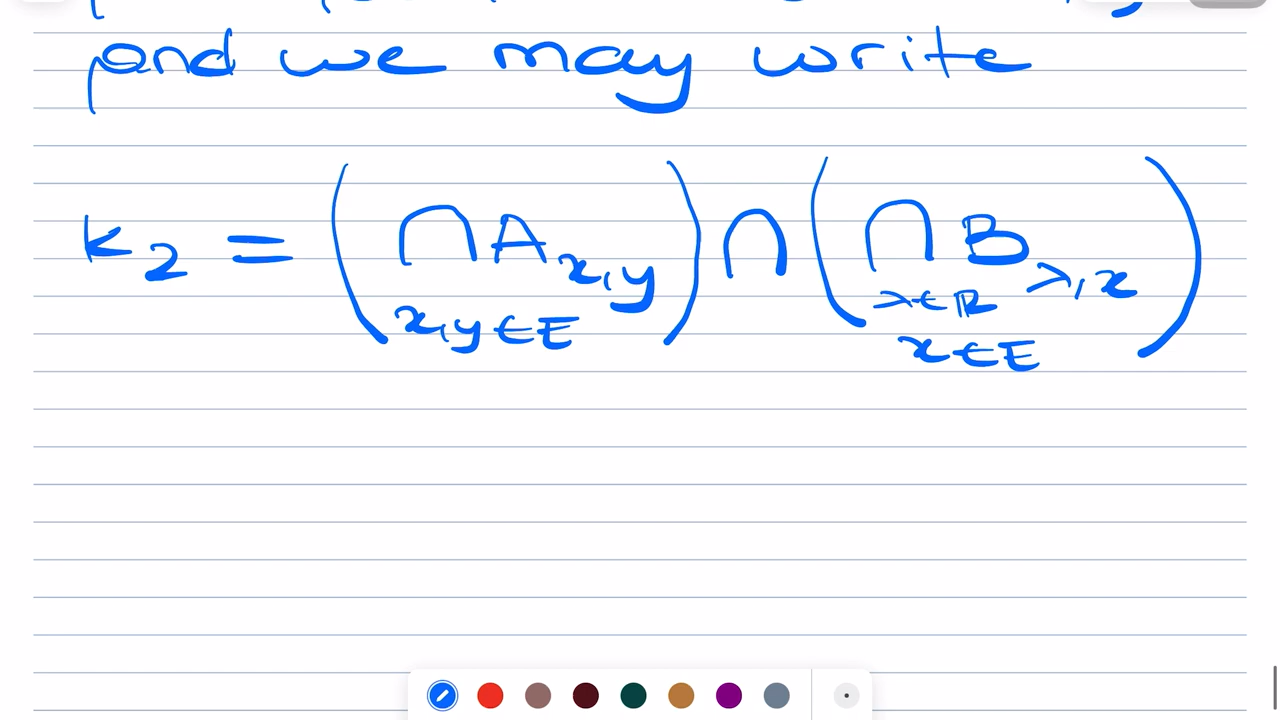 and we may write
K₂ = (⋂ A_{x,y}) ⋂ (⋂ B_{λ,x})
x,y ∈ E λ ∈ ℝ
x ∈ E